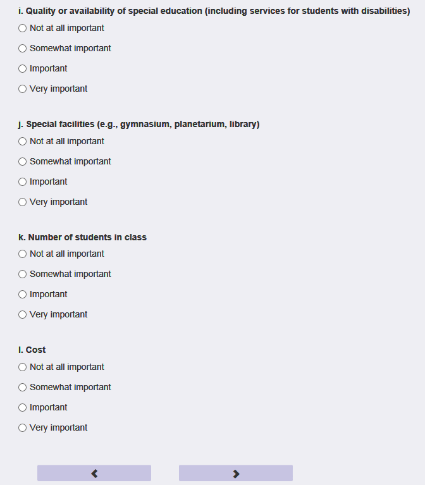 i. Quality or availability of special education (including services for students with disabilities)
Not at all important
Somewhat important
Important
Very important
j. Special facilities (e.g., gymnasium, planetarium, library)
Not at all important
Somewhat important
Important
Very important
k. Number of students in class
Not at all important
Somewhat important
Important
Very important
l. Cost
Not at all important
Somewhat important
Important
Very important